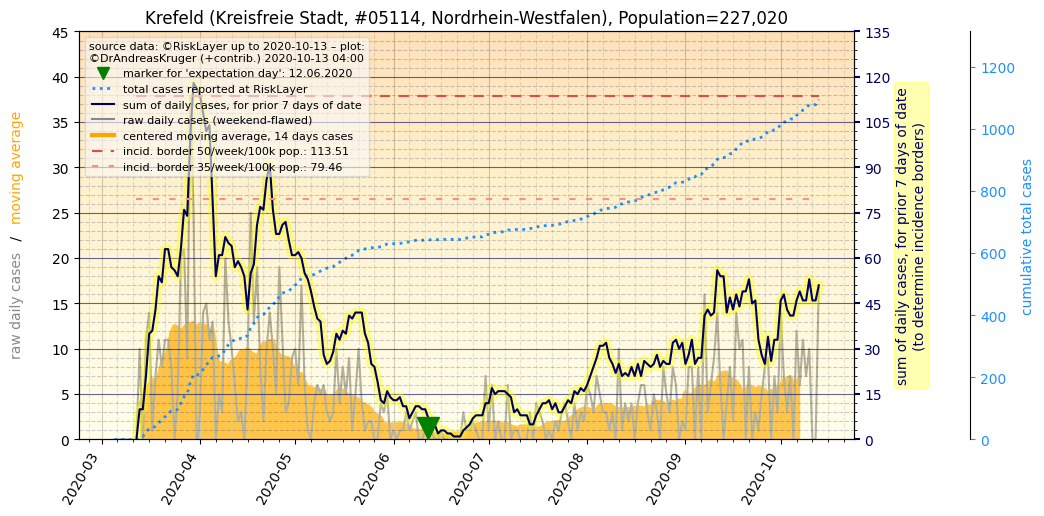 Krefeld (Kreisfreie Stadt, #05114, Nordrhein-Westfalen), Population=227,020
source data: ©RiskLayer up to 2020-10-13 – plot:
©DrAndreasKruger (+contrib.) 2020-10-13 04:00
marker for 'expectation day': 12.06.2020
total cases reported at RiskLayer
sum of daily cases, for prior 7 days of date
raw daily cases (weekend-flawed)
centered moving average, 14 days cases
incid. border 50/week/100k pop.: 113.51
incid. border 35/week/100k pop.: 79.46
raw daily cases / moving average
45
40
35
30
25
20
15
10
5
0
135
120
105
90
75
60
45
30
15
0
sum of daily cases, for prior 7 days of date
(to determine incidence borders)
1200
1000
800
600
400
200
0
cumulative total cases
2020-03
2020-04
2020-05
2020-06
2020-07
2020-08
2020-09
2020-10